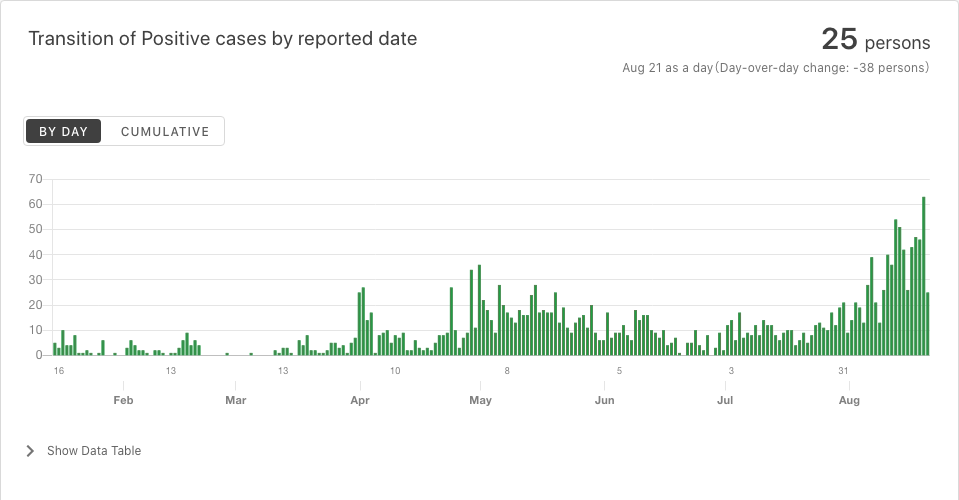 Transition of Positive cases by reported date
25 persons
Aug 21 as a day(Day-over-day change: -38 persons)
BY DAY CUMULATIVE
70
60
50
40
30
20
10
0
16 13 13 10 8 5 3 31
Feb Mar Apr May Jun Jul Aug
Show Data Table